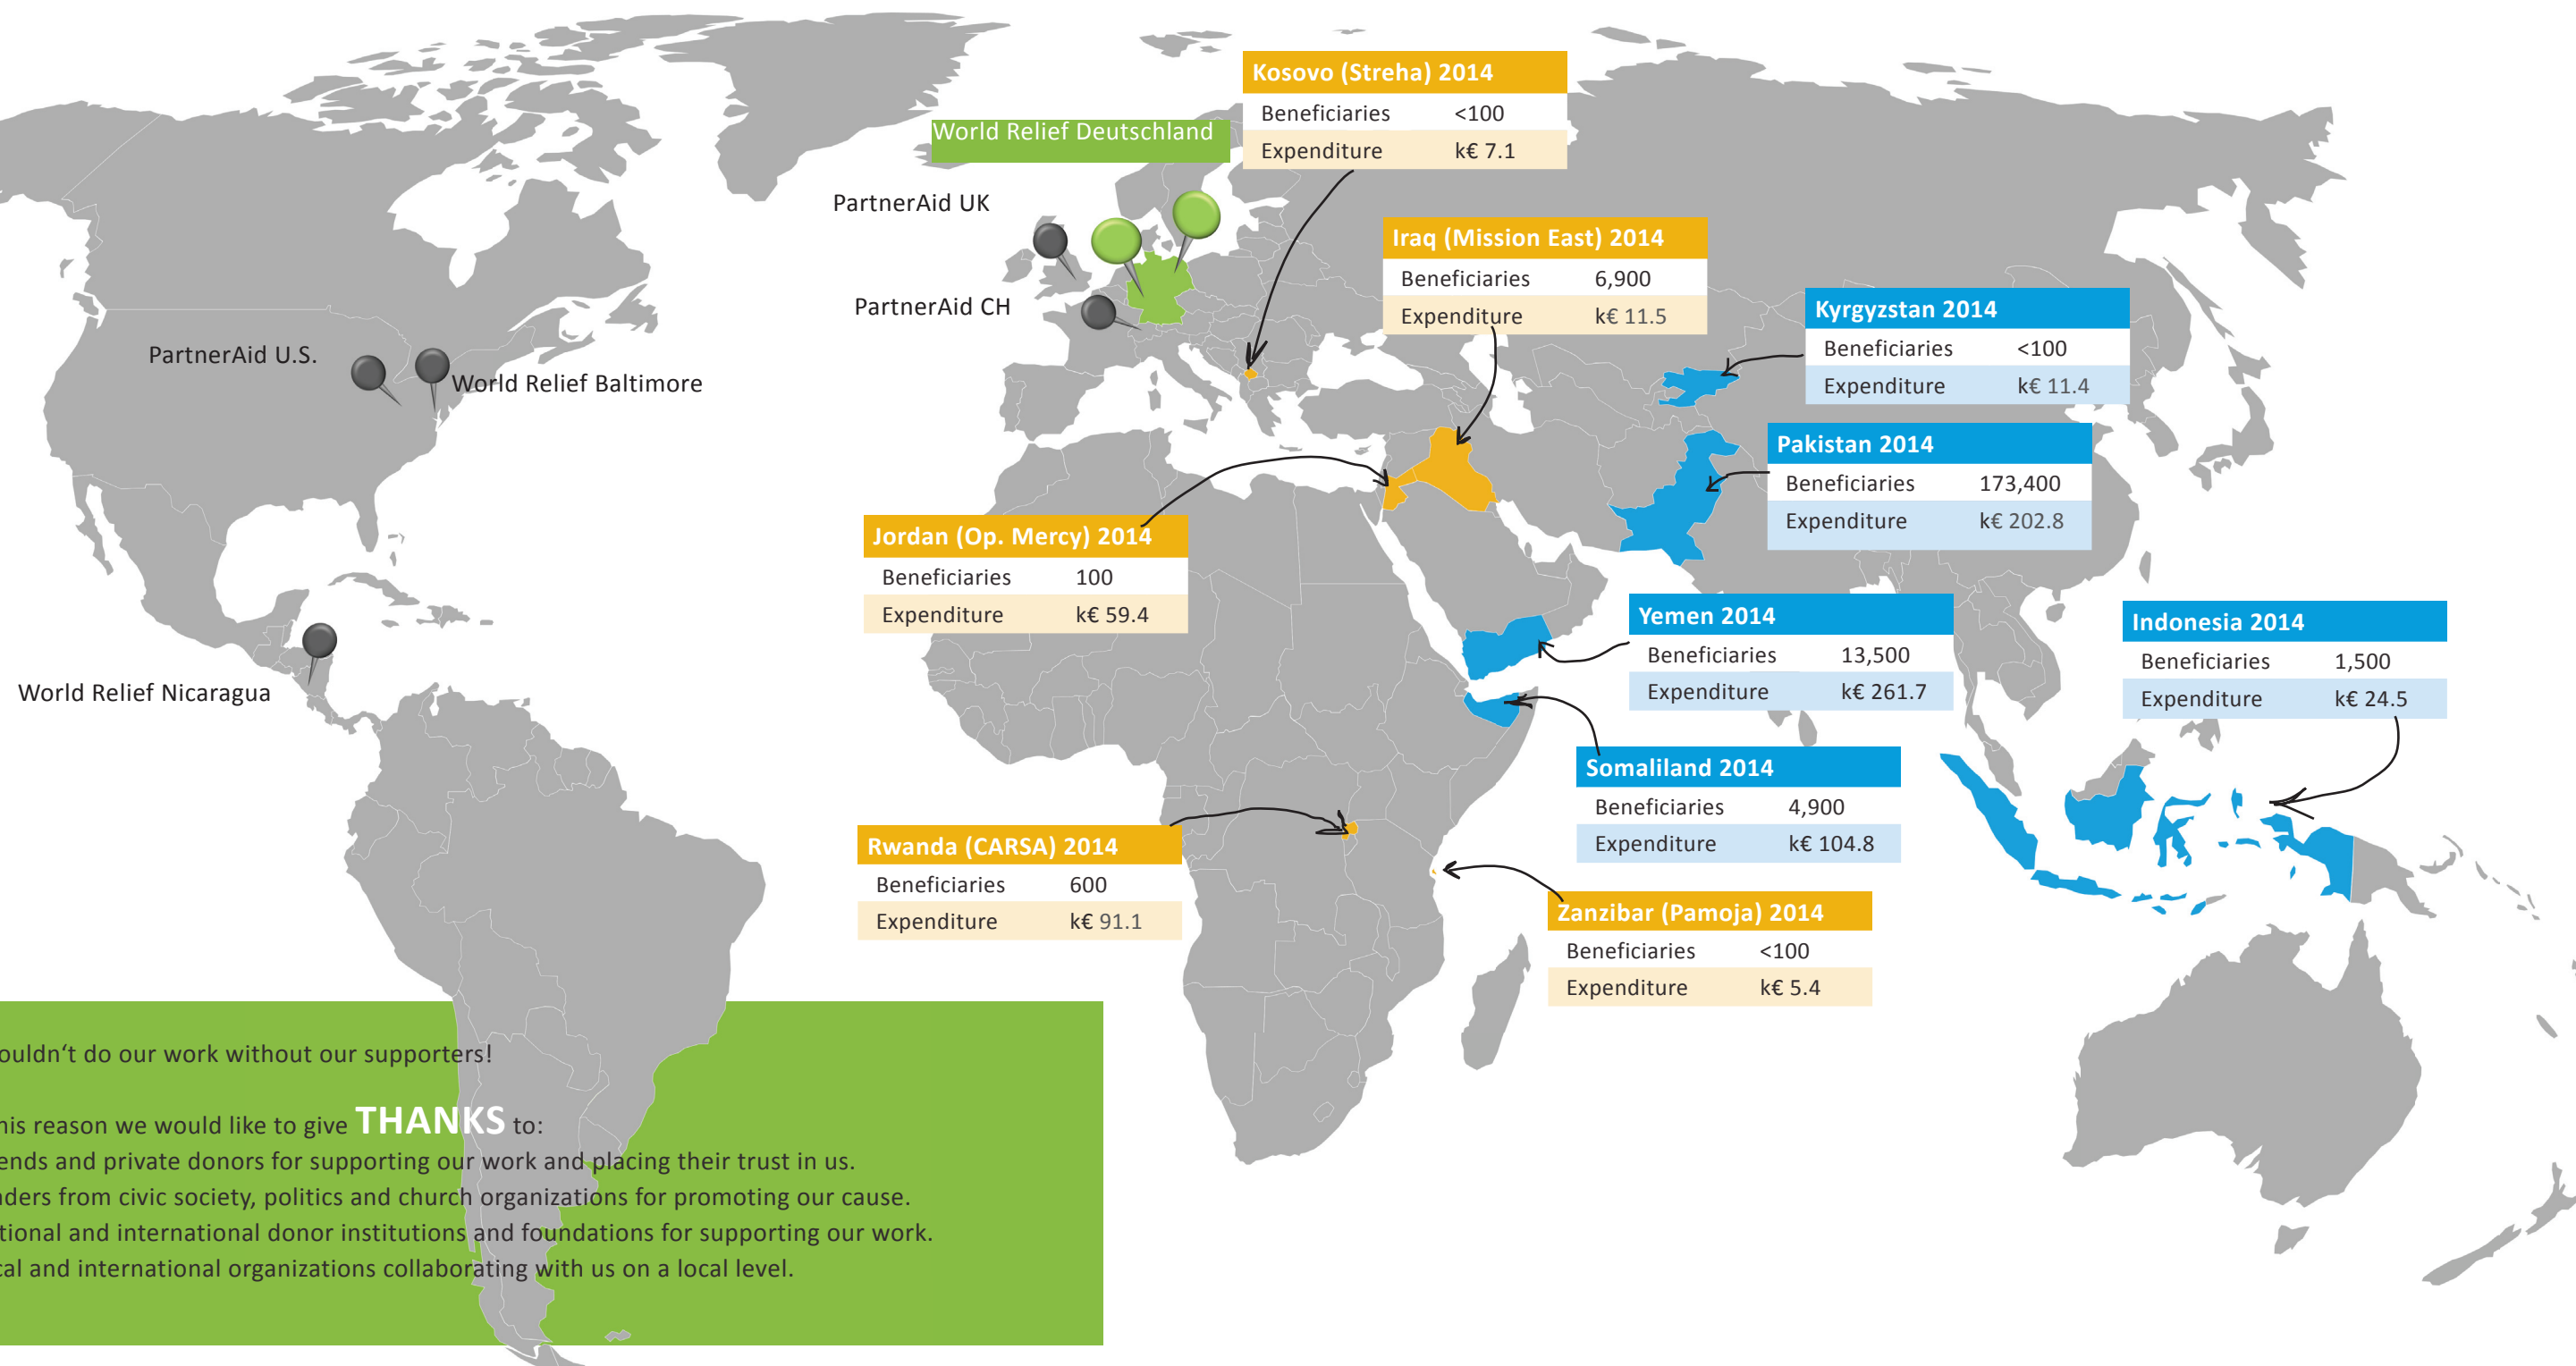 Kosovo (Streha) 2014
Beneficiaries <100
Expenditure k€ 7.1
World Relief Deutschland
PartnerAid UK
PartnerAid CH
PartnerAid U.S.
World Relief Baltimore
World Relief Nicaragua
Iraq (Mission East) 2014
Beneficiaries 6,900
Expenditure k€ 11.5
Kyrgyzstan 2014
Beneficiaries <100
Expenditure k€ 11.4
Pakistan 2014
Beneficiaries 173,400
Expenditure k€ 202.8
Jordan (Op. Mercy) 2014
Beneficiaries 100
Expenditure k€ 59.4
Yemen 2014
Beneficiaries 13,500
Expenditure k€ 261.7
Indonesia 2014
Beneficiaries 1,500
Expenditure k€ 24.5
Somaliland 2014
Beneficiaries 4,900
Expenditure k€ 104.8
Rwanda (CARSA) 2014
Beneficiaries 600
Expenditure k€ 91.1
Zanzibar (Pamoja) 2014
Beneficiaries <100
Expenditure k€ 5.4
ouldn‘t do our work without our supporters!
his reason we would like to give THANKS to:
ends and private donors for supporting our work and placing their trust in us.
aders from civic society, politics and church organizations for promoting our cause.
tional and international donor institutions and foundations for supporting our work.
cal and international organizations collaborating with us on a local level.